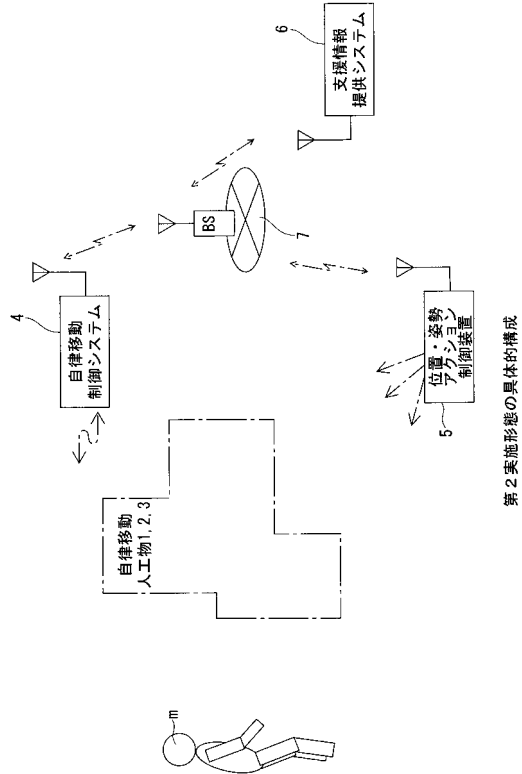 4
自律移動
制御システム
BS
7
6
支援情報
提供システム
自律移動
人工物1,2,3
5
位置・姿勢
アクション
制御装置
m
第2実施形態の具体的構成